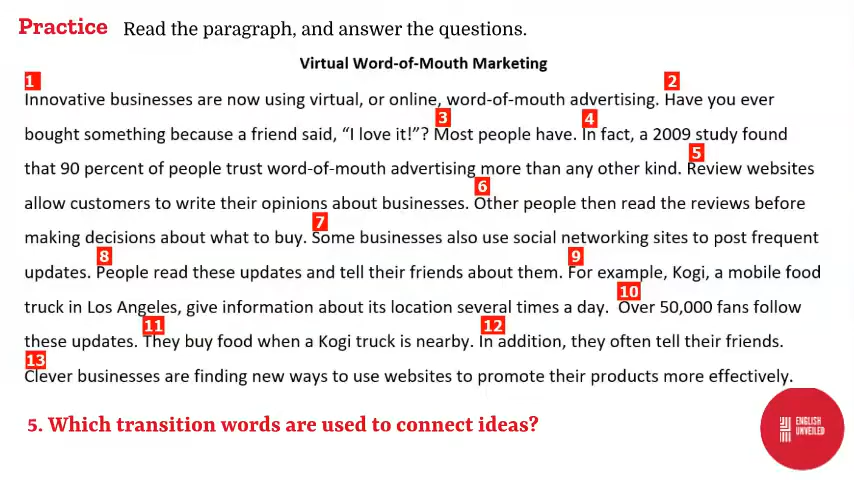 Practice Read the paragraph, and answer the questions.
Virtual Word-of-Mouth Marketing
1 2
Innovative businesses are now using virtual, or online, word-of-mouth advertising. Have you ever
3 4
bought something because a friend said, “I love it!”? Most people have. In fact, a 2009 study found
5
that 90 percent of people trust word-of-mouth advertising more than any other kind. Review websites
6
allow customers to write their opinions about businesses. Other people then read the reviews before
7
making decisions about what to buy. Some businesses also use social networking sites to post frequent
8 9
updates. People read these updates and tell their friends about them. For example, Kogi, a mobile food
10
truck in Los Angeles, give information about its location several times a day. Over 50,000 fans follow
11 12
these updates. They buy food when a Kogi truck is nearby. In addition, they often tell their friends.
13
Clever businesses are finding new ways to use websites to promote their products more effectively.
5. Which transition words are used to connect ideas?
ENGLISH
UNVEILED